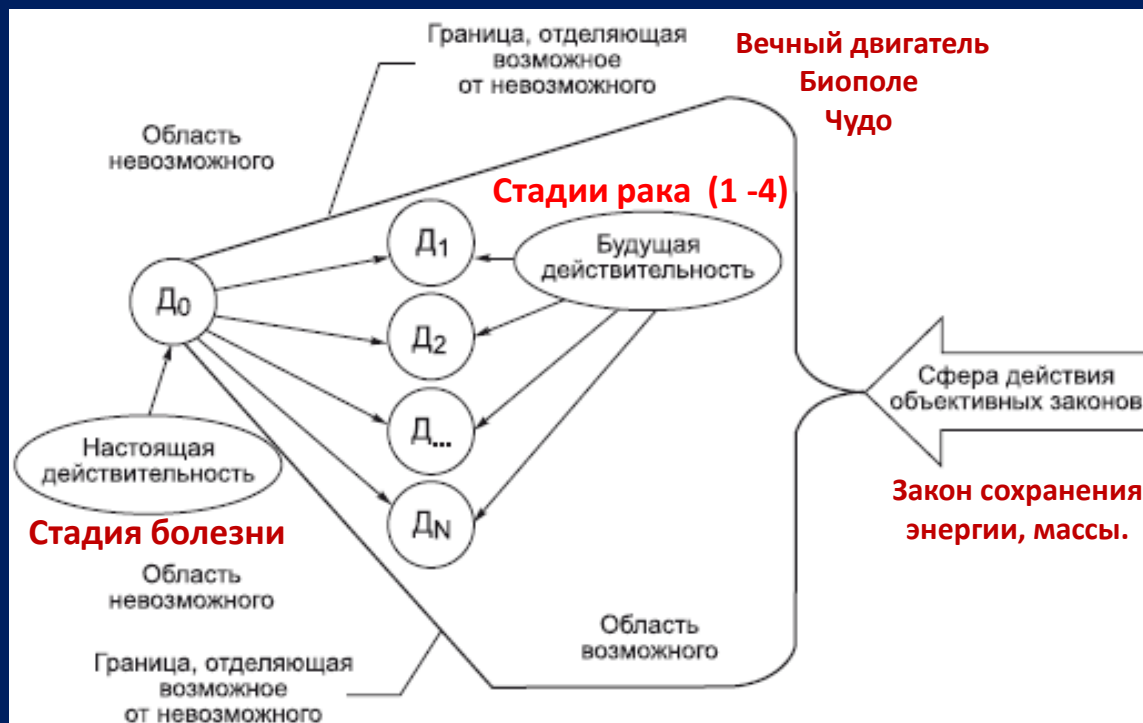 Граница, отделяющая
возможное
от невозможного
Вечный двигатель
Биополе
Чудо
Область
невозможного
Стадии рака  (1 -4)
Д1
Будущая
действительность
Д0
Д2
Сфера действия
объективных законов
Д...
Настоящая
действительность
ДN
Закон сохранения
энергии, массы.
Стадия болезни
Область
невозможного
Область
возможного
Граница, отделяющая
возможное
от невозможного